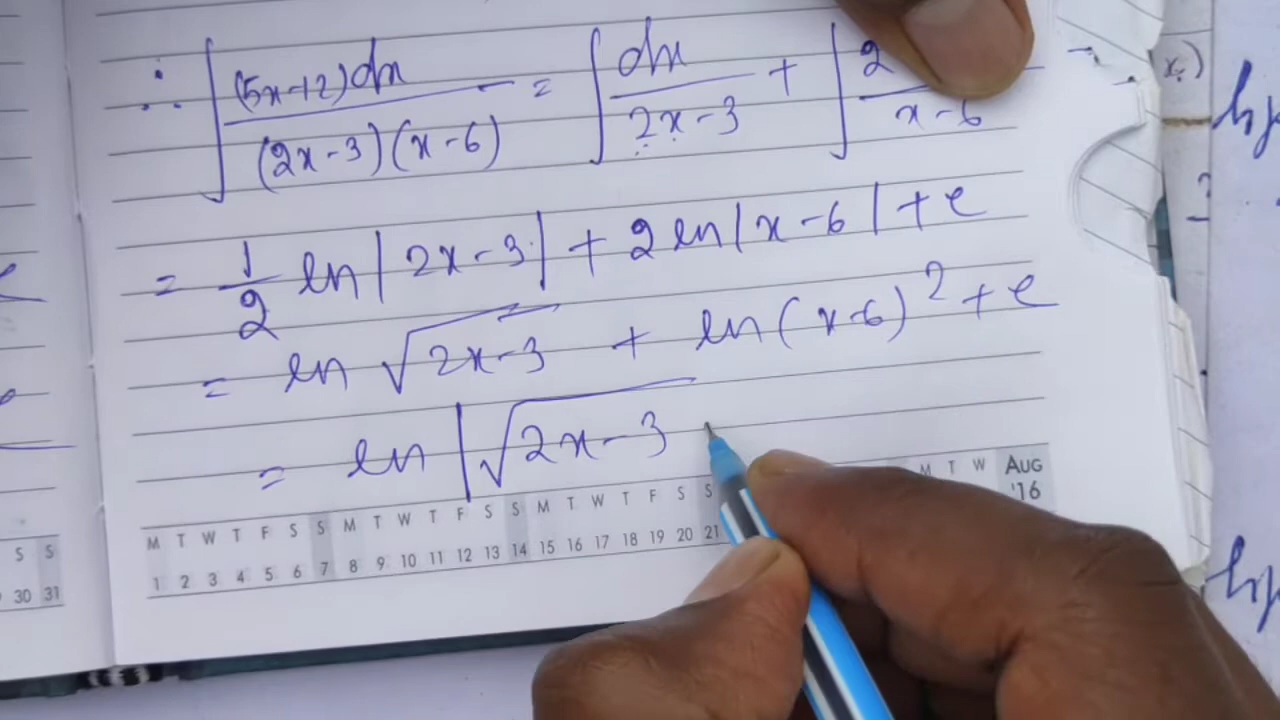 ∴ ∫ (5x-12)dx / (2x-3)(x-6) = ∫ dx / 2x-3 + ∫ 2 / x-6
= 1/2 ln|2x-3| + 2 ln|x-6| + c
= ln √2x-3 + ln(x-6)² + c
= ln |√2x-3
M T W T F S S M T W T F S S M T W T F S S M T W AUG
1 2 3 4 5 6 7 8 9 10 11 12 13 14 15 16 17 18 19 20 21 '16
S S
30 31